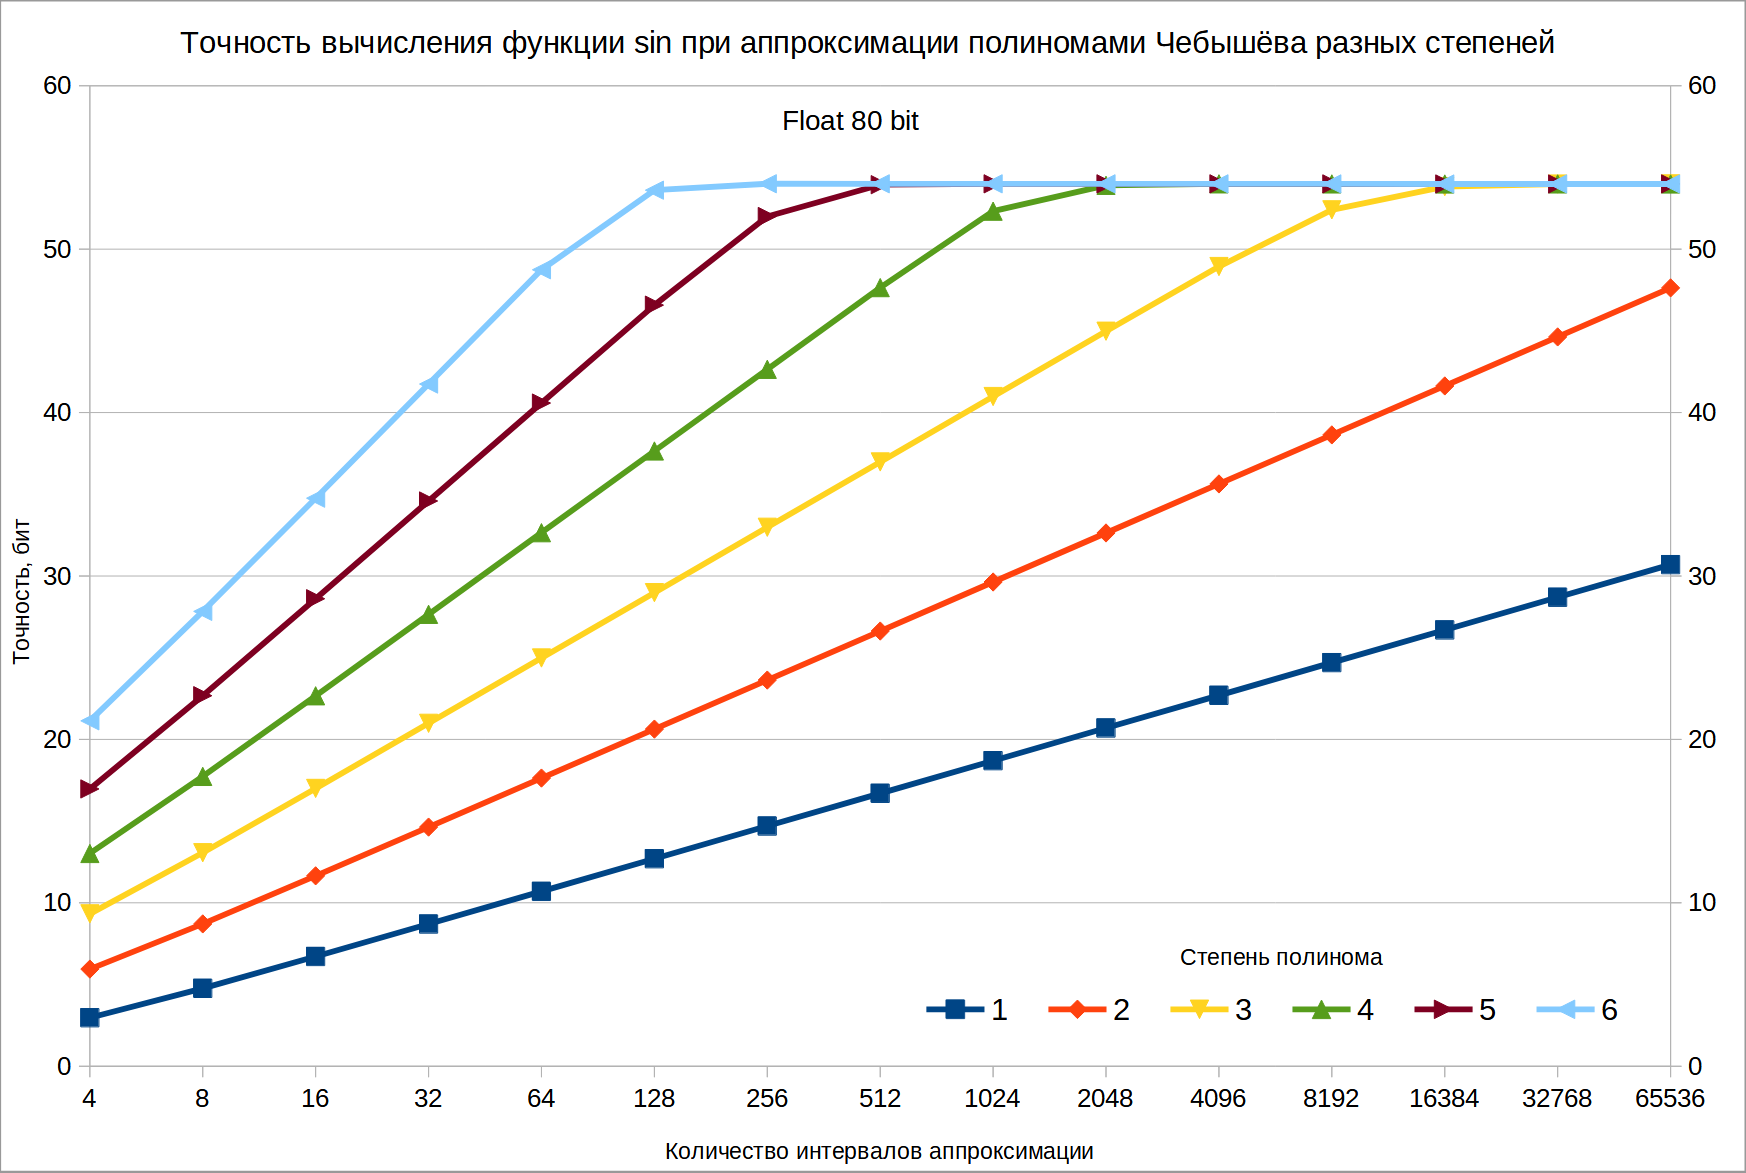 Точность вычисления функции sin при аппроксимации полиномами Чебышёва разных степеней
Float 80 bit
60 60
50 50
40 40
30 30
20 20
10 10
0 0
Точность, бит
Степень полинома
1 2 3 4 5 6
4 8 16 32 64 128 256 512 1024 2048 4096 8192 16384 32768 65536
Количество интервалов аппроксимации